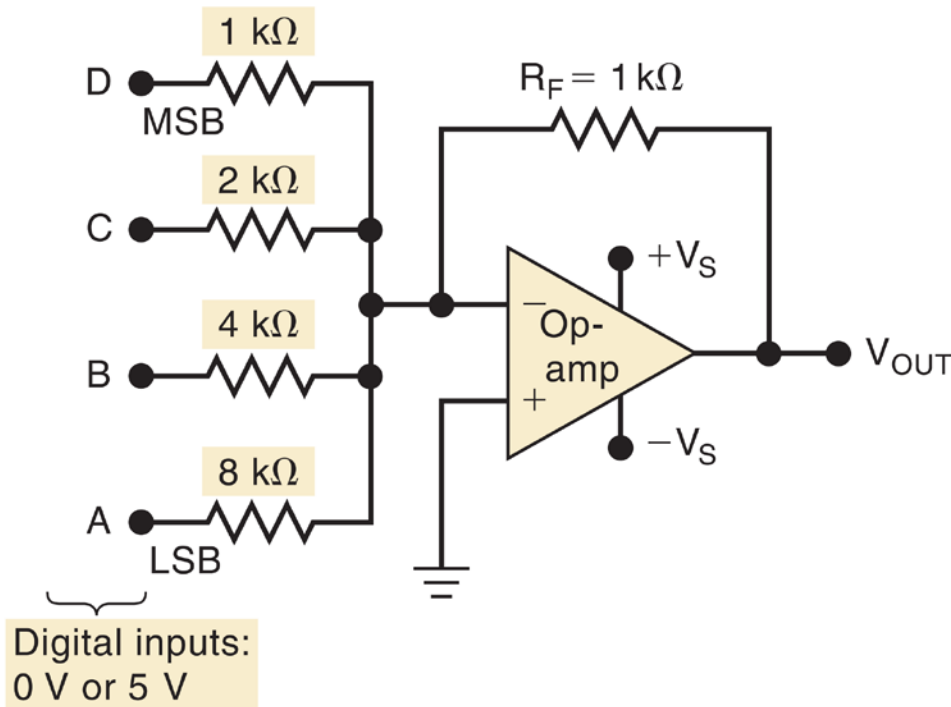 1 kΩ
D
MSB
R_F = 1 kΩ
2 kΩ
C
+V_S
4 kΩ
−
Op-
amp
B
+
V_OUT
−V_S
8 kΩ
A
LSB
Digital inputs:
0 V or 5 V